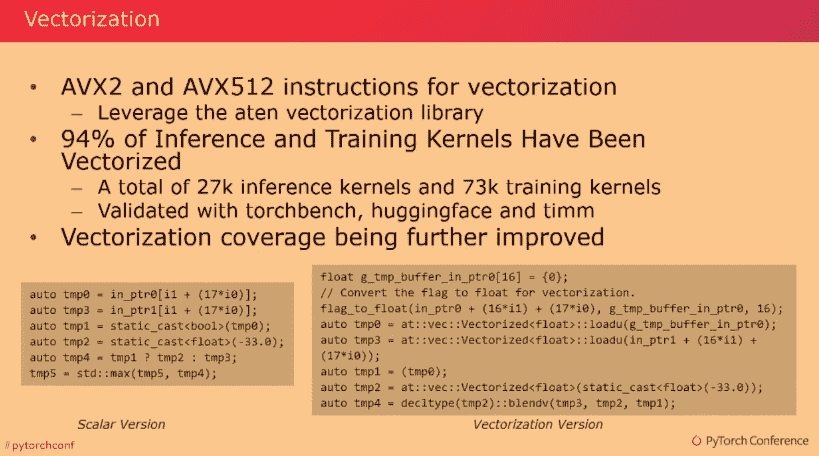 Vectorization
• AVX2 and AVX512 instructions for vectorization
– Leverage the aten vectorization library
• 94% of Inference and Training Kernels Have Been
Vectorized
– A total of 27k inference kernels and 73k training kernels
– Validated with torchbench, huggingface and timm
• Vectorization coverage being further improved
auto tmp0 = in_ptr0[i1 + (17*i0)];
auto tmp3 = in_ptr1[i1 + (17*i0)];
auto tmp1 = static_cast<bool>(tmp0);
auto tmp2 = static_cast<float>(-33.0);
auto tmp4 = tmp1 ? tmp2 : tmp3;
tmp5 = std::max(tmp5, tmp4);
Scalar Version
float g_tmp_buffer_in_ptr0[16] = {0};
// Convert the flag to float for vectorization.
flag_to_float(in_ptr0 + (16*i1) + (17*i0), g_tmp_buffer_in_ptr0, 16);
auto tmp0 = at::vec::Vectorized<float>::loadu(g_tmp_buffer_in_ptr0);
auto tmp3 = at::vec::Vectorized<float>::loadu(in_ptr1 + (16*i1) +
(17*i0));
auto tmp1 = (tmp0);
auto tmp2 = at::vec::Vectorized<float>(static_cast<float>(-33.0));
auto tmp4 = decltype(tmp2)::blendv(tmp3, tmp2, tmp1);
Vectorization Version
#pytorchconf
PyTorch Conference